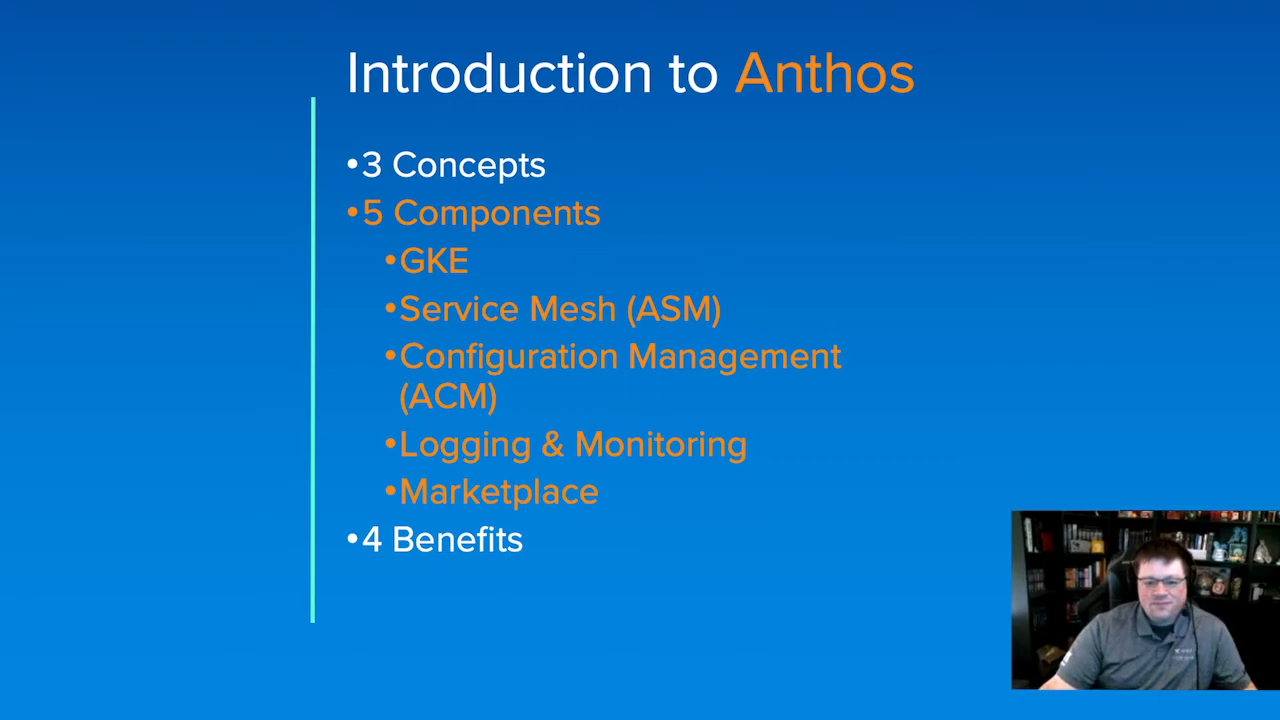 Introduction to Anthos
•3 Concepts
•5 Components
•GKE
•Service Mesh (ASM)
•Configuration Management
(ACM)
•Logging & Monitoring
•Marketplace
•4 Benefits